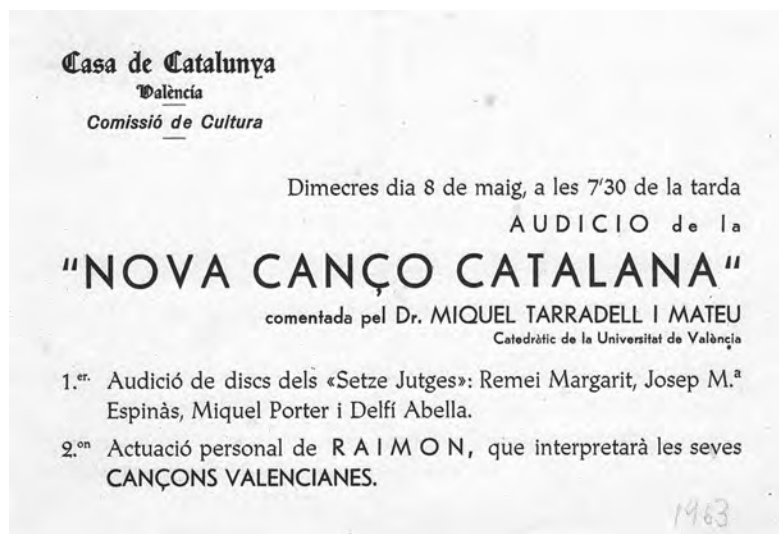 Casa de Catalunya
València
Comissió de Cultura
Dimecres dia 8 de maig, a les 7'30 de la tarda
AUDICIO de la
"NOVA CANÇO CATALANA"
comentada pel Dr. MIQUEL TARRADELL I MATEU
Catedràtic de la Universitat de València
1.er. Audició de discs dels «Setze Jutges»: Remei Margarit, Josep M.ª
Espinàs, Miquel Porter i Delfí Abella.
2.on Actuació personal de RAIMON, que interpretarà les seves
CANÇONS VALENCIANES.
1963